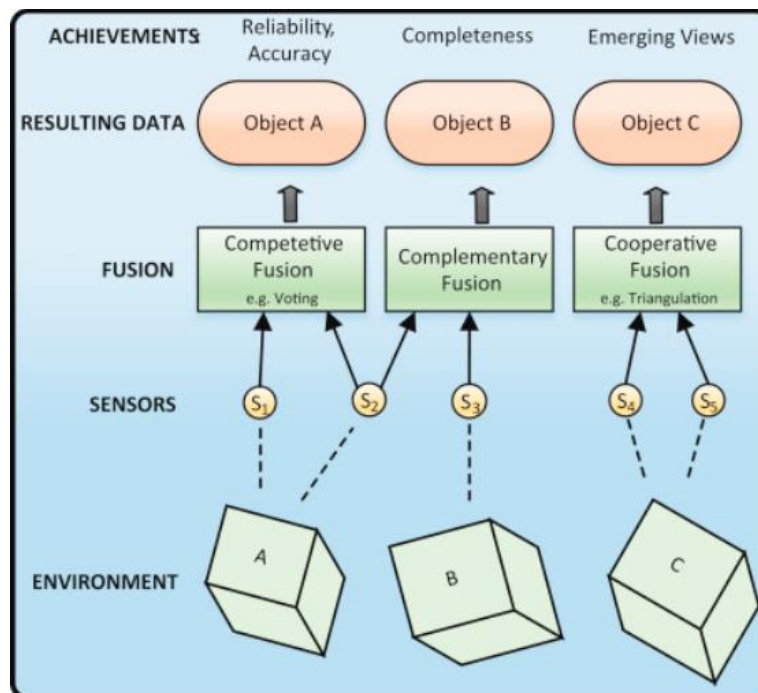 ACHIEVEMENTS:
Reliability,
Accuracy
Completeness
Emerging Views
RESULTING DATA
Object A
Object B
Object C
FUSION
Competetive
Fusion
e.g. Voting
Complementary
Fusion
Cooperative
Fusion
e.g. Triangulation
SENSORS
S1
S2
S3
S4
S5
ENVIRONMENT
A
B
C